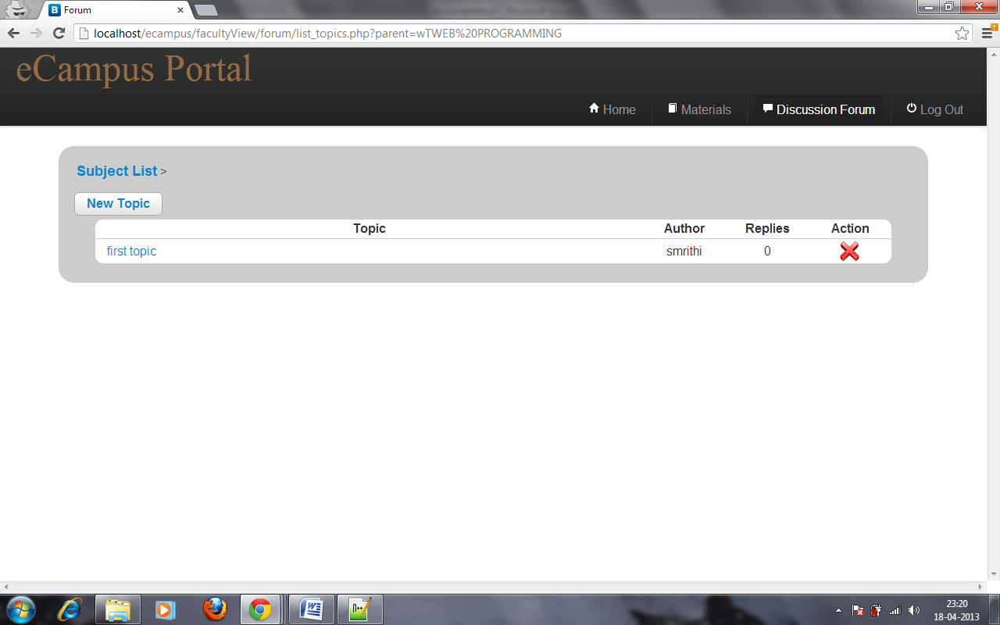 Forum
localhost/ecampus/facultyView/forum/list_topics.php?parent=wTWEB%20PROGRAMMING
eCampus Portal
Home Materials Discussion Forum Log Out
Subject List >
New Topic
Topic Author Replies Action
first topic smrithi 0
23:20
18-04-2013